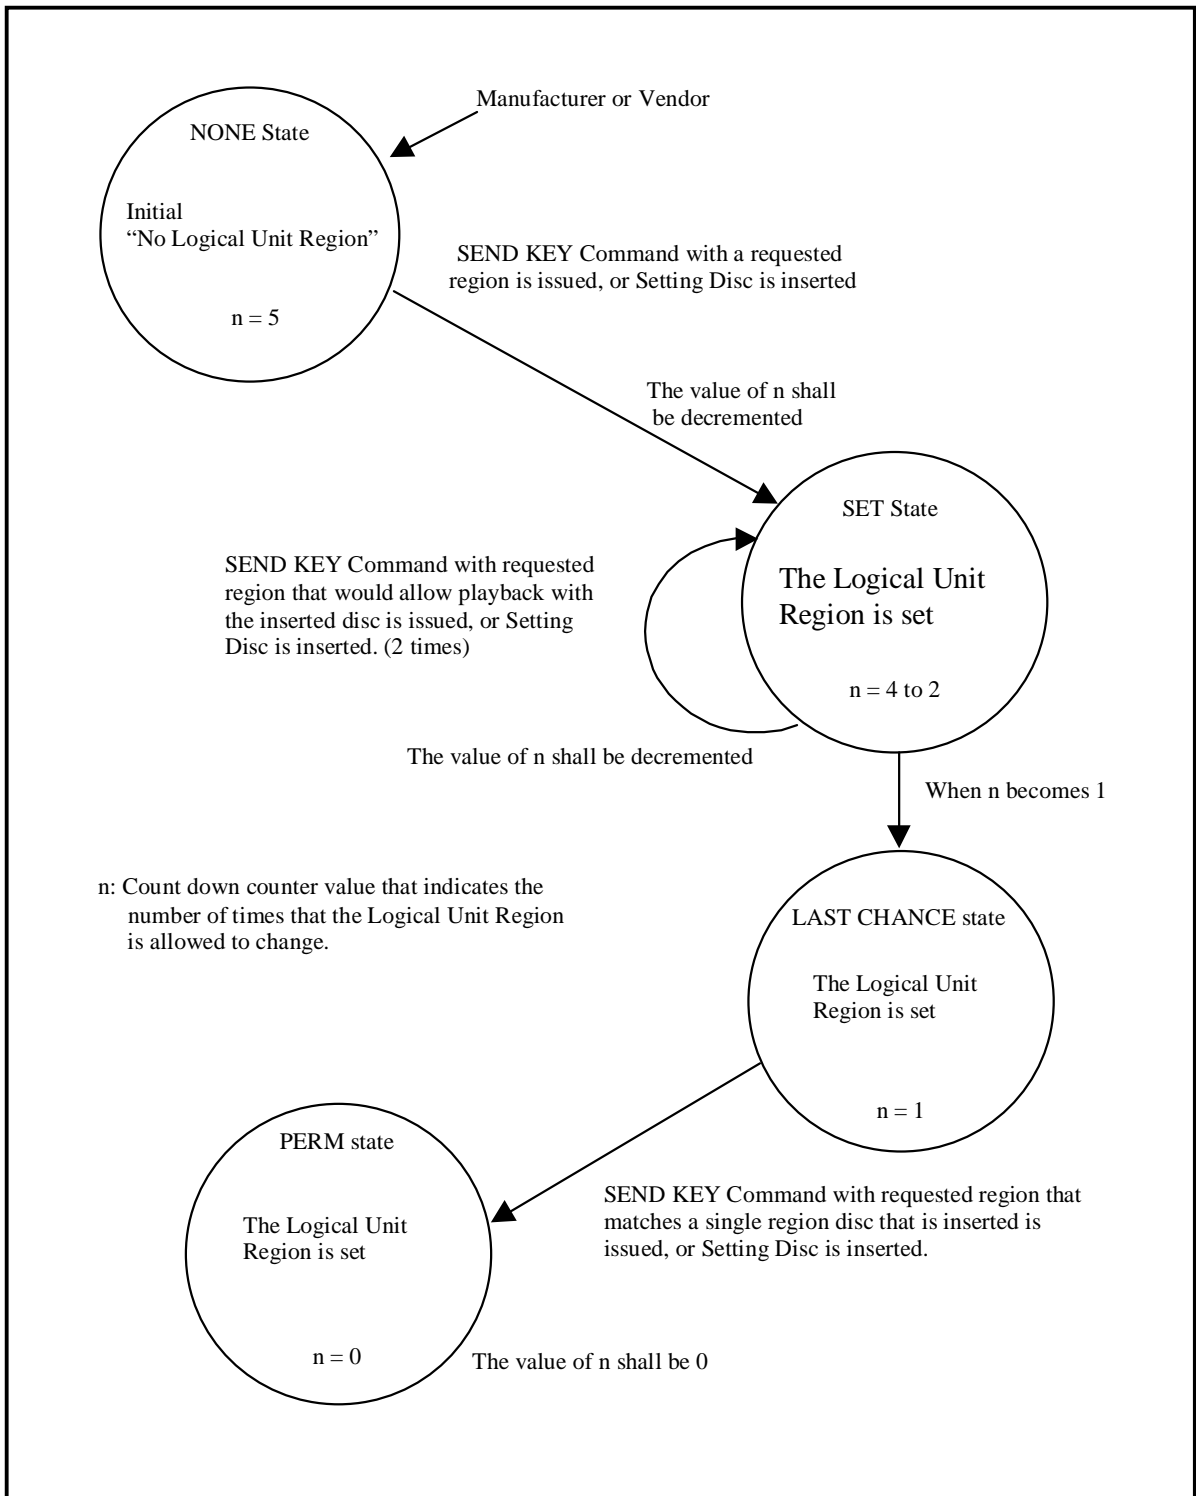 Manufacturer or Vendor
NONE State
Initial
“No Logical Unit Region”
n = 5
SEND KEY Command with a requested
region is issued, or Setting Disc is inserted
The value of n shall
be decremented
SET State
The Logical Unit
Region is set
n = 4 to 2
SEND KEY Command with requested
region that would allow playback with
the inserted disc is issued, or Setting
Disc is inserted. (2 times)
The value of n shall be decremented
When n becomes 1
n: Count down counter value that indicates the
number of times that the Logical Unit Region
is allowed to change.
LAST CHANCE state
The Logical Unit
Region is set
n = 1
PERM state
The Logical Unit
Region is set
n = 0
SEND KEY Command with requested region that
matches a single region disc that is inserted is
issued, or Setting Disc is inserted.
The value of n shall be 0